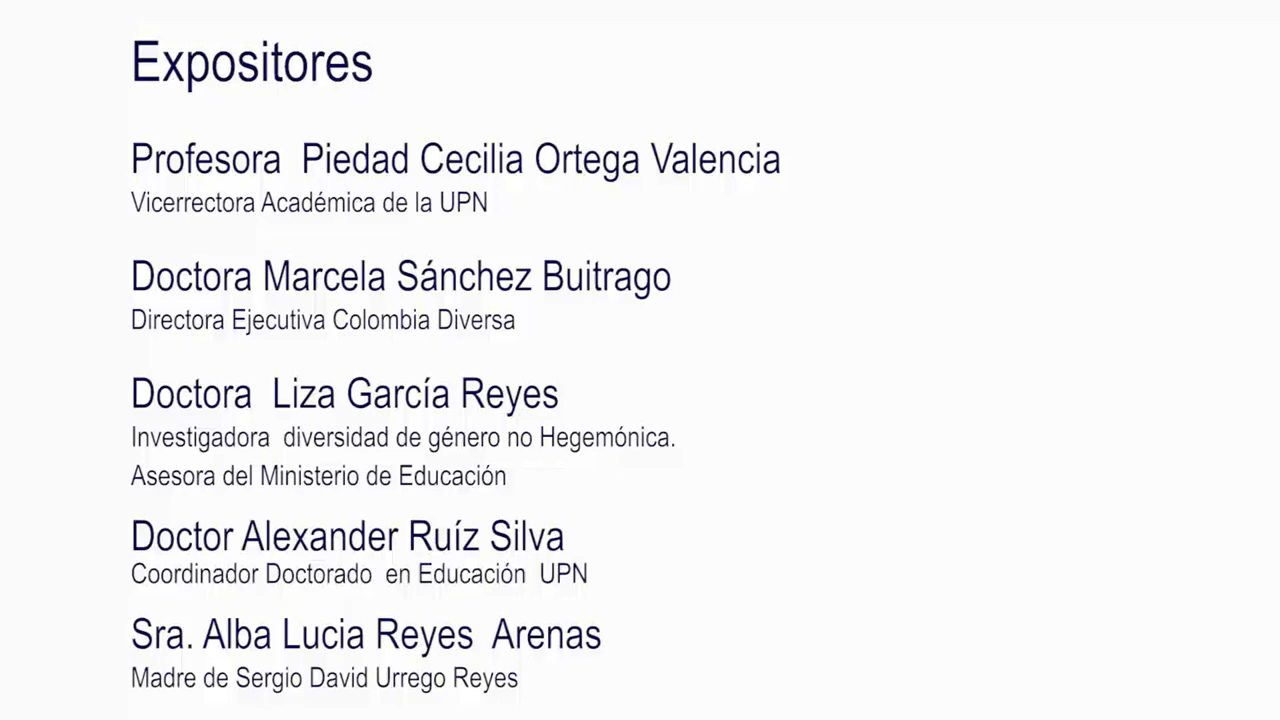 Expositores
Profesora  Piedad Cecilia Ortega Valencia
Vicerrectora Académica de la UPN
Doctora Marcela Sánchez Buitrago
Directora Ejecutiva Colombia Diversa
Doctora  Liza García Reyes
Investigadora  diversidad de género no Hegemónica.
Asesora del Ministerio de Educación
Doctor Alexander Ruíz Silva
Coordinador Doctorado  en Educación  UPN
Sra. Alba Lucia Reyes  Arenas
Madre de Sergio David Urrego Reyes